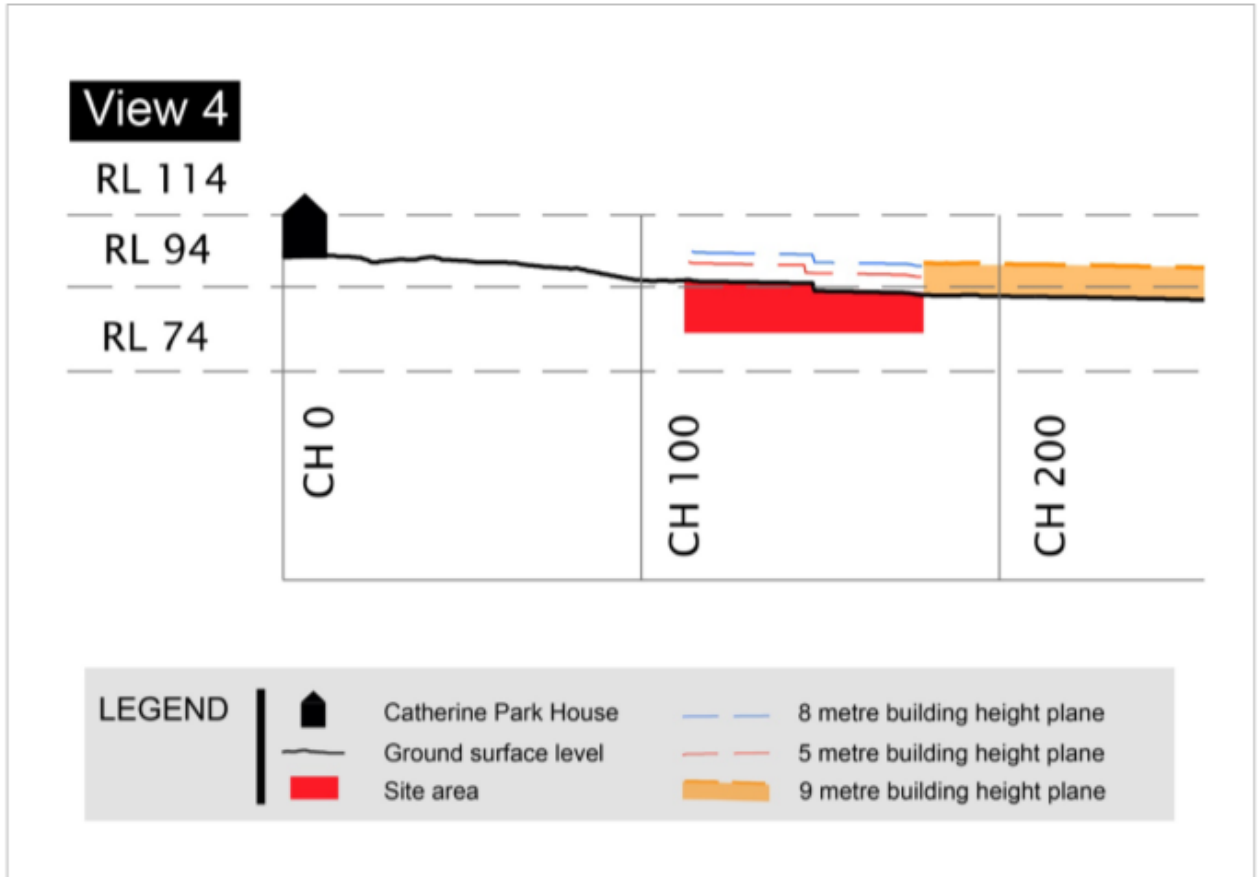 View 4
RL 114
RL 94
RL 74
CH 0
CH 100
CH 200
LEGEND
Catherine Park House
Ground surface level
Site area
8 metre building height plane
5 metre building height plane
9 metre building height plane